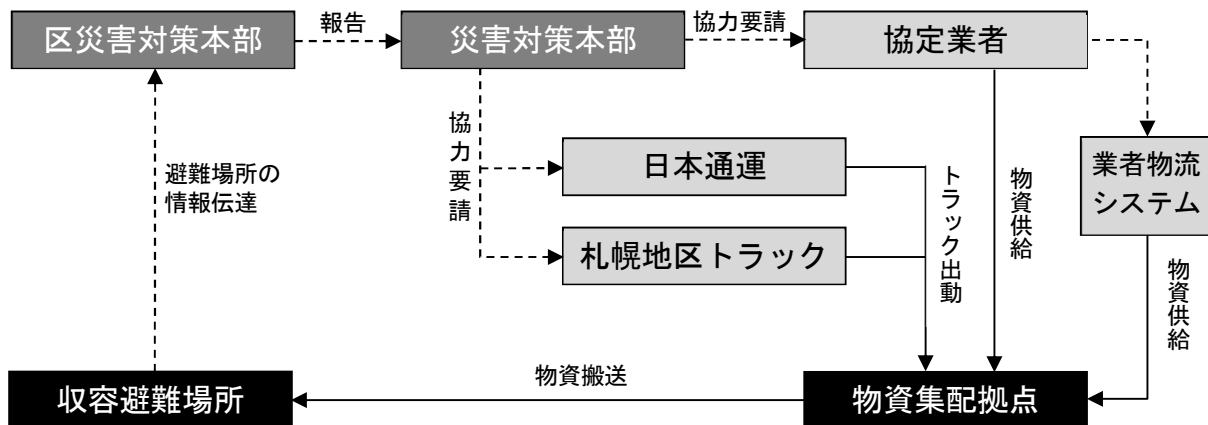 区災害対策本部
報告
災害対策本部
協力要請
協定業者
協力要請
日本通運
札幌地区トラック
トラック出動
物資供給
業者物流
システム
物資供給
避難場所の
情報伝達
収容避難場所
物資搬送
物資集配拠点